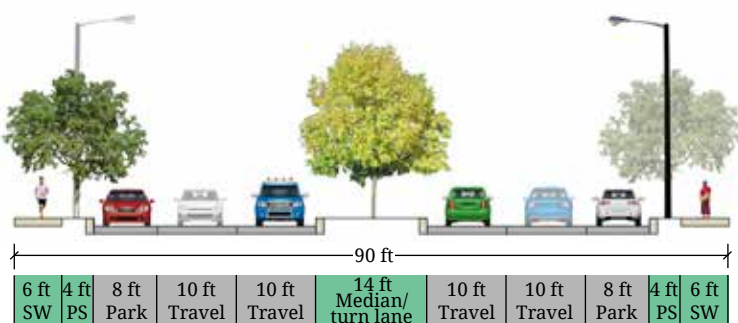 90 ft
6 ft
SW
4 ft
PS
8 ft
Park
10 ft
Travel
10 ft
Travel
14 ft
Median/
turn lane
10 ft
Travel
10 ft
Travel
8 ft
Park
4 ft
PS
6 ft
SW